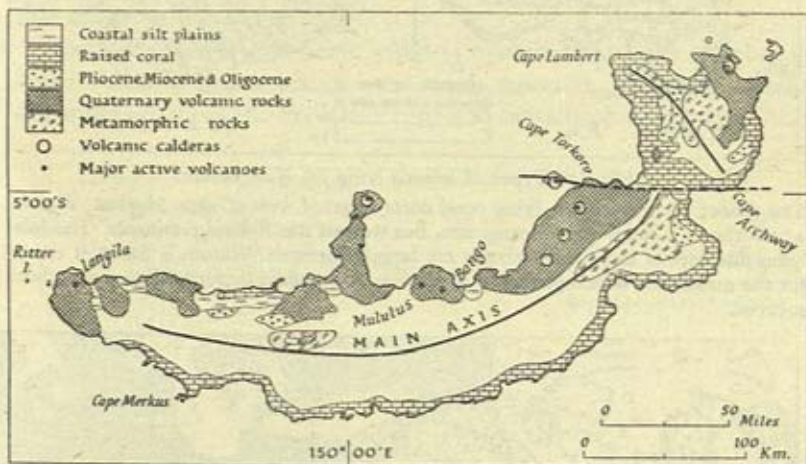 Coastal silt plains
Raised coral
Pliocene, Miocene & Oligocene
Quaternary volcanic rocks
Metamorphic rocks
Volcanic calderas
Major active volcanoes
Cape Lambert
Cape Torkoro
5°00'S
Cape Archway
Ritter I.
Langila
Bongo
Mululus
MAIN AXIS
Cape Merkus
0 50
Miles
0 100
Km.
150°00'E